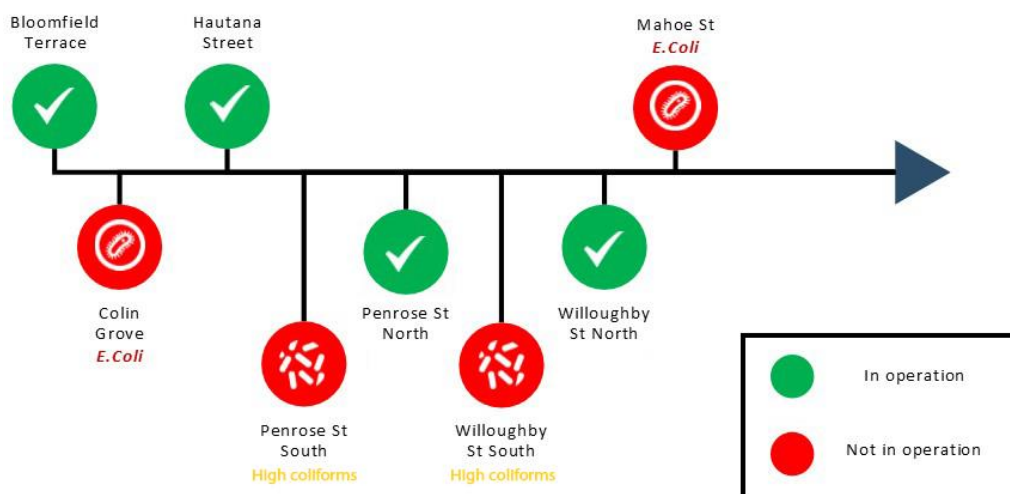 Bloomfield
Terrace
Hautana
Street
Mahoe St
E.Coli
Colin
Grove
E.Coli
Penrose St
North
Willoughby
St North
Penrose St
South
High coliforms
Willoughby
St South
High coliforms
In operation
Not in operation